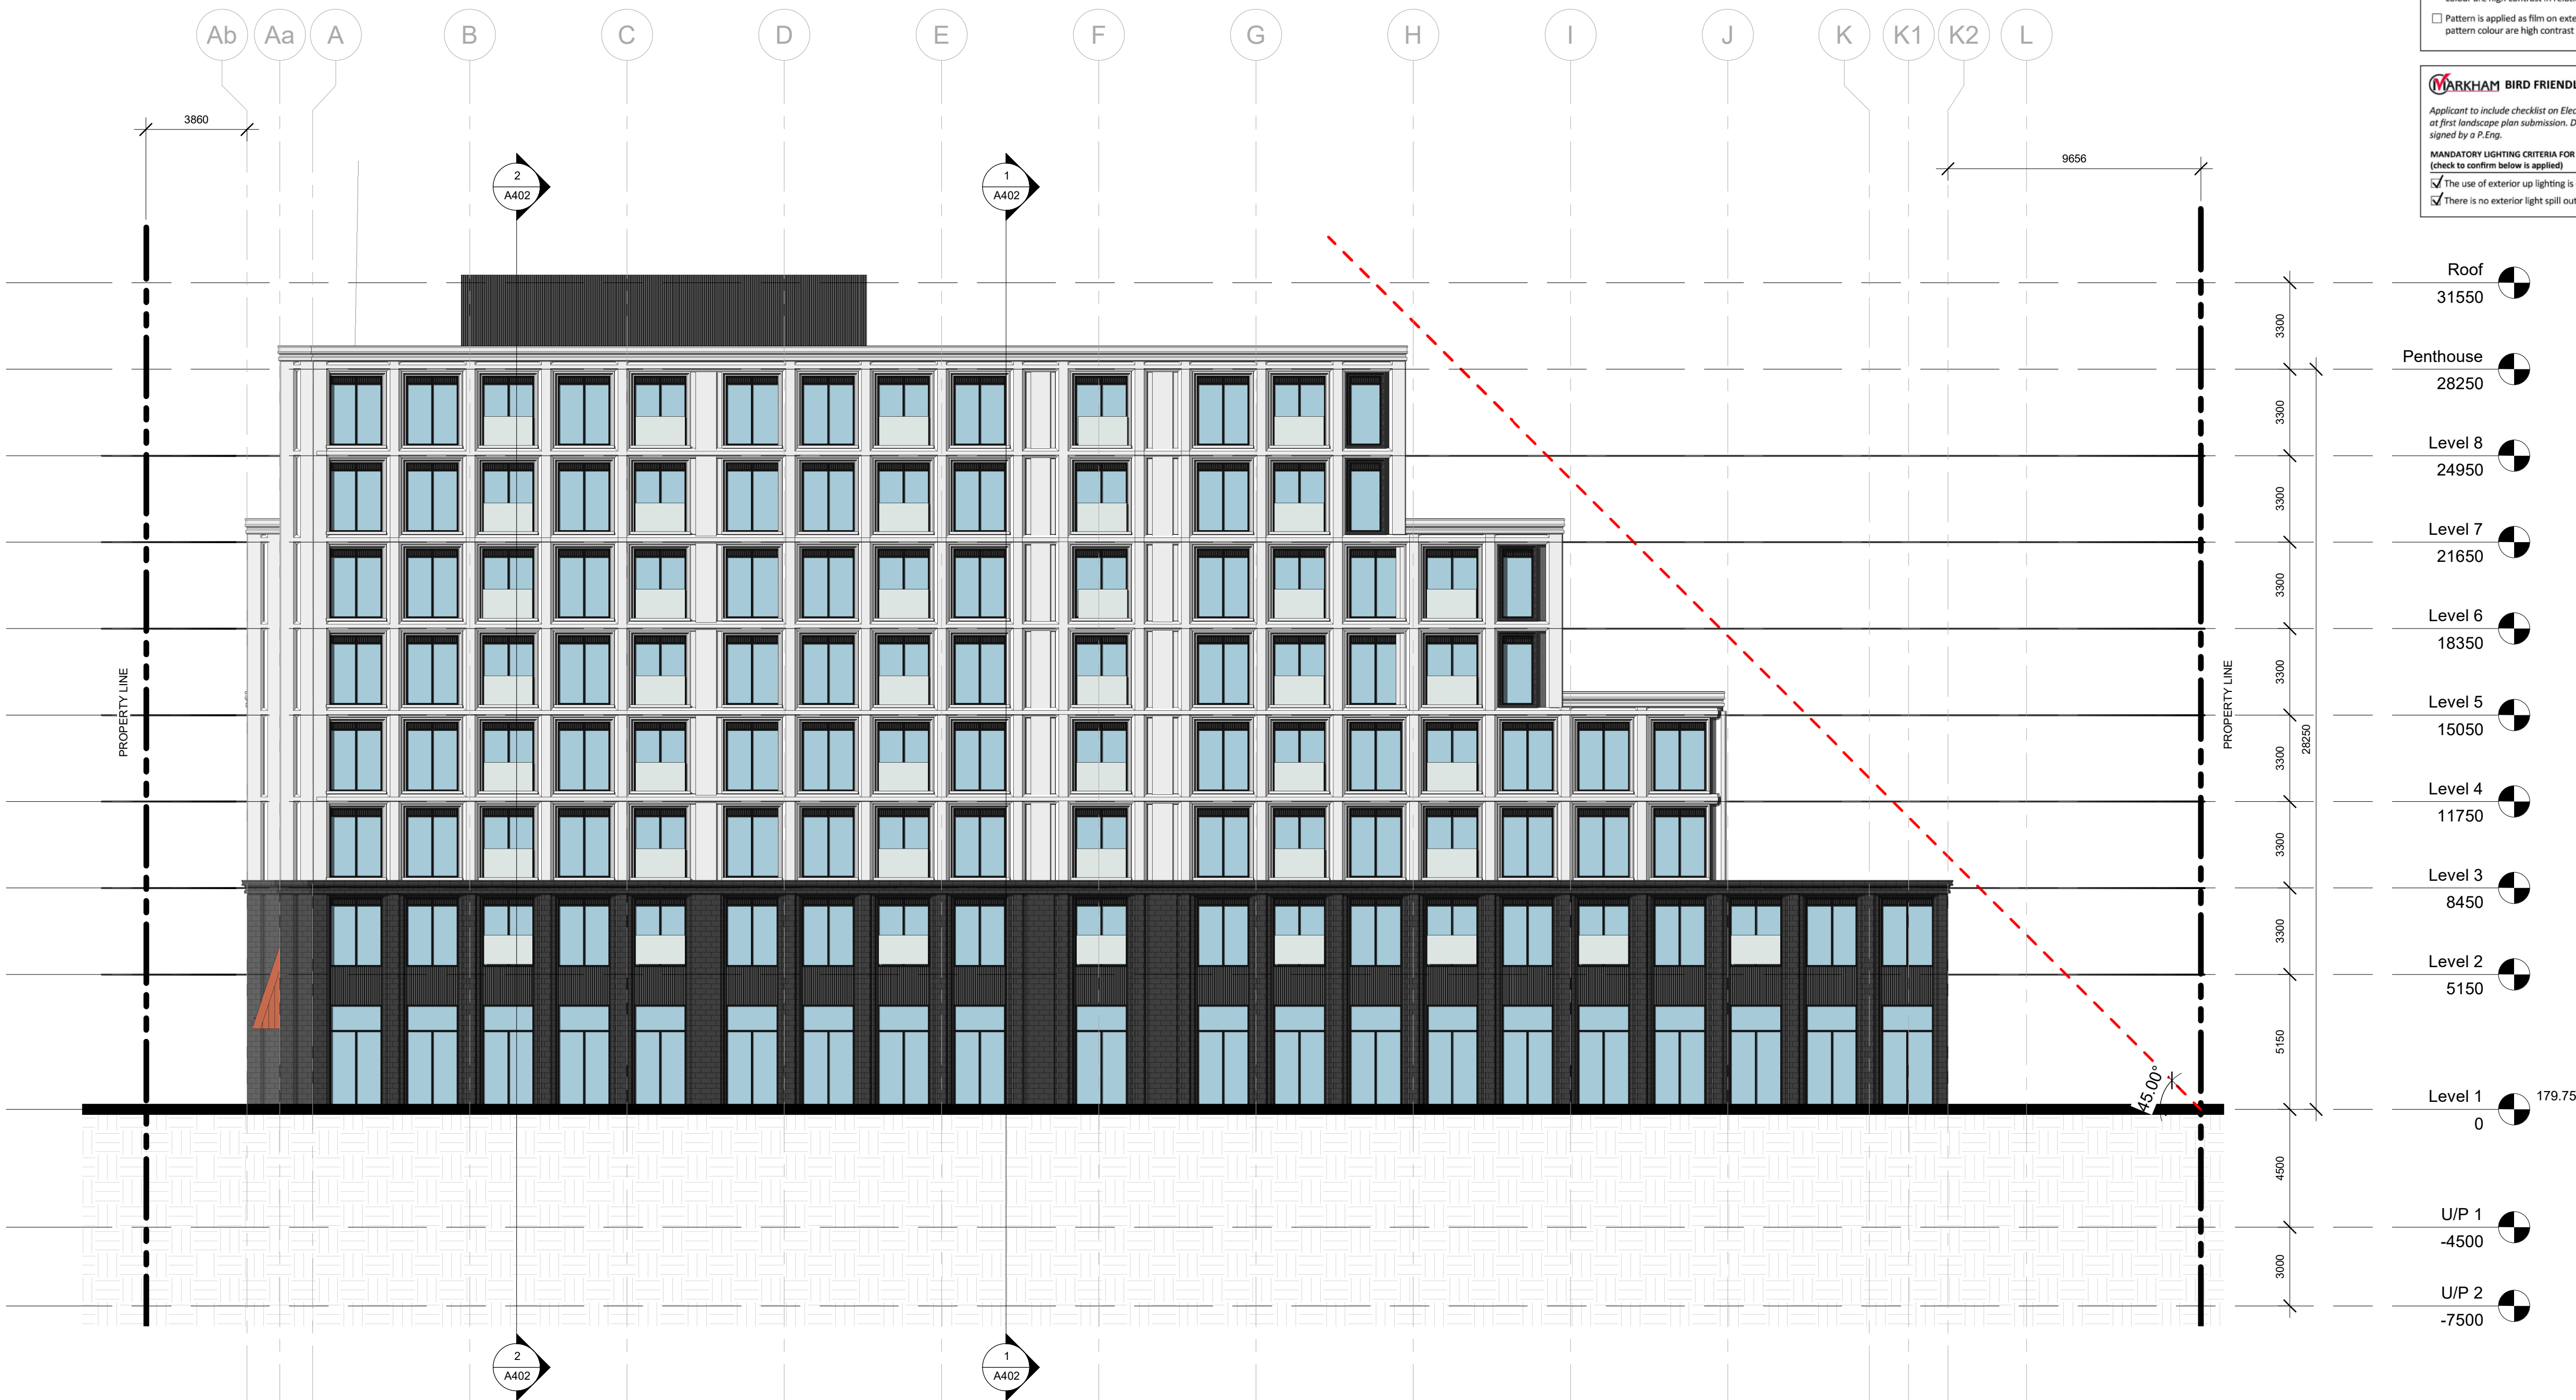 Ab Aa A B C D E F G H I J K K1 K2 L
Pattern is applied as film on exte
pattern colour are high contrast
MARKHAM BIRD FRIENDL
Applicant to include checklist on Elec
at first landscape plan submission. D
signed by a P.Eng.
MANDATORY LIGHTING CRITERIA FOR
(check to confirm below is applied)
The use of exterior up lighting is
There is no exterior light spill out
3860
9656
2
A402
1
A402
Roof
31550
3300
Penthouse
28250
3300
Level 8
24950
3300
Level 7
21650
3300
Level 6
18350
3300
Level 5
15050
3300
Level 4
11750
3300
Level 3
8450
3300
Level 2
5150
5150
Level 1
0
179.75
4500
U/P 1
-4500
3000
U/P 2
-7500
28250
PROPERTY LINE
PROPERTY LINE
45.00°
2
A402
1
A402